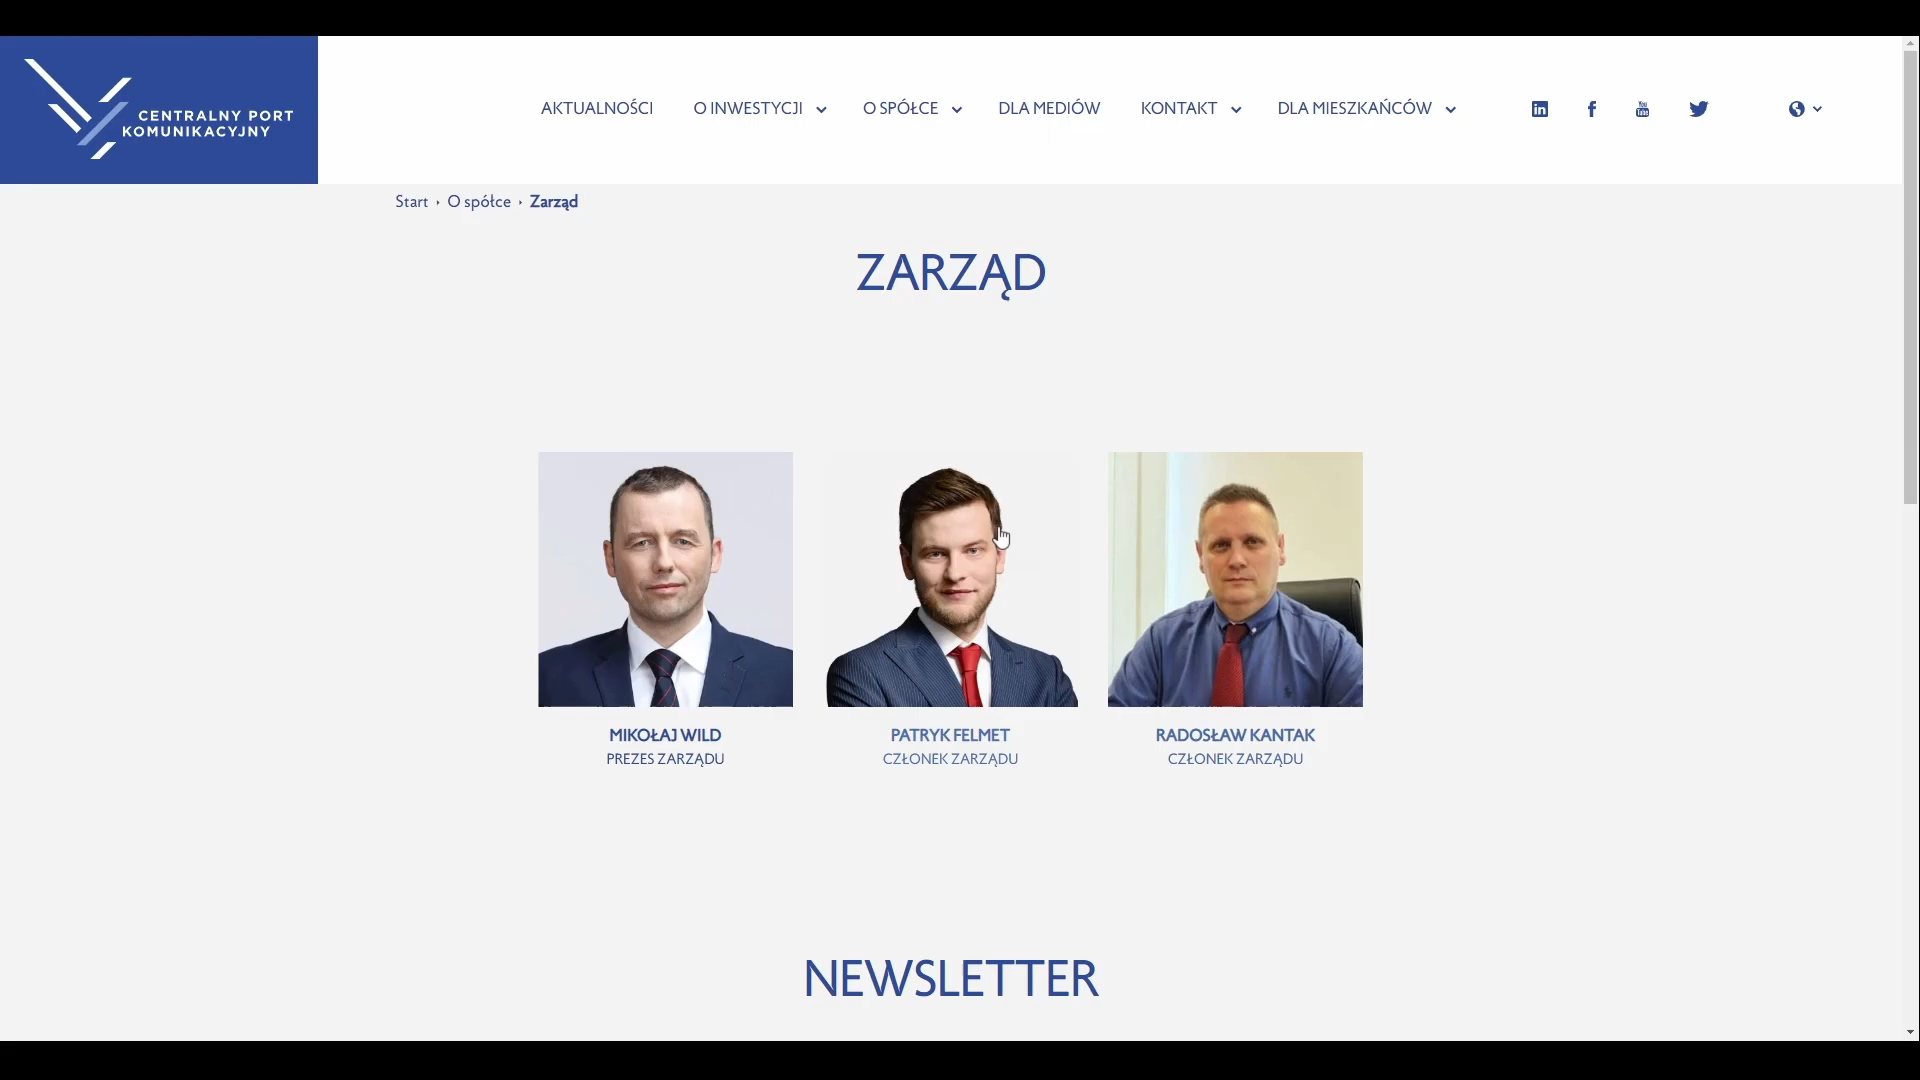 CENTRALNY PORT
KOMUNIKACYJNY
AKTUALNOŚCI
O INWESTYCJI
O SPÓŁCE
DLA MEDIÓW
KONTAKT
DLA MIESZKAŃCÓW
Start
O spółce
Zarząd
ZARZĄD
MIKOŁAJ WILD
PREZES ZARZĄDU
PATRYK FELMET
CZŁONEK ZARZĄDU
RADOSŁAW KANTAK
CZŁONEK ZARZĄDU
NEWSLETTER